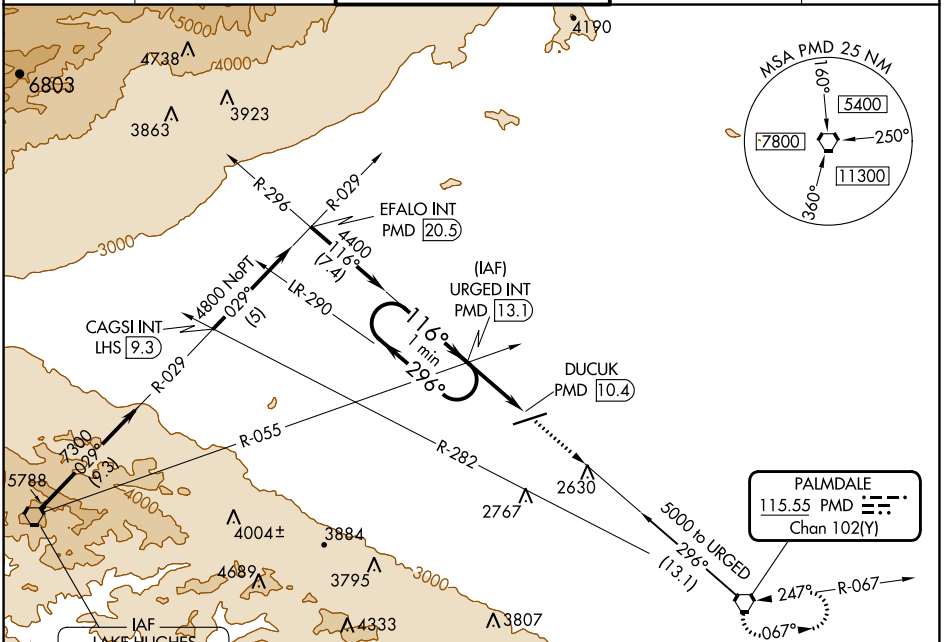 5000
4190
4738
4000
6803
3863
3923
MSA PMD 25 NM
160°
5400
7800
250°
11300
360°
R-296
R-029
EFALO INT
PMD 20.5
3000
4400
116°
(7.4)
(IAF)
URGED INT
PMD 13.1
4800 NoPT
029°
(5)
LR-290
CAGSI INT
LHS 9.3
116°
1 min
296°
DUCUK
PMD 10.4
R-029
R-055
R-282
7300
029°
(9.3)
5788
4000
2630
2767
PALMDALE
115.55 PMD
Chan 102(Y)
5000 to URGED
296°
(13.1)
4004±
3884
4689
3795
3000
247°
R-067
067°
IAF
LAKE HUGHES
4333
3807